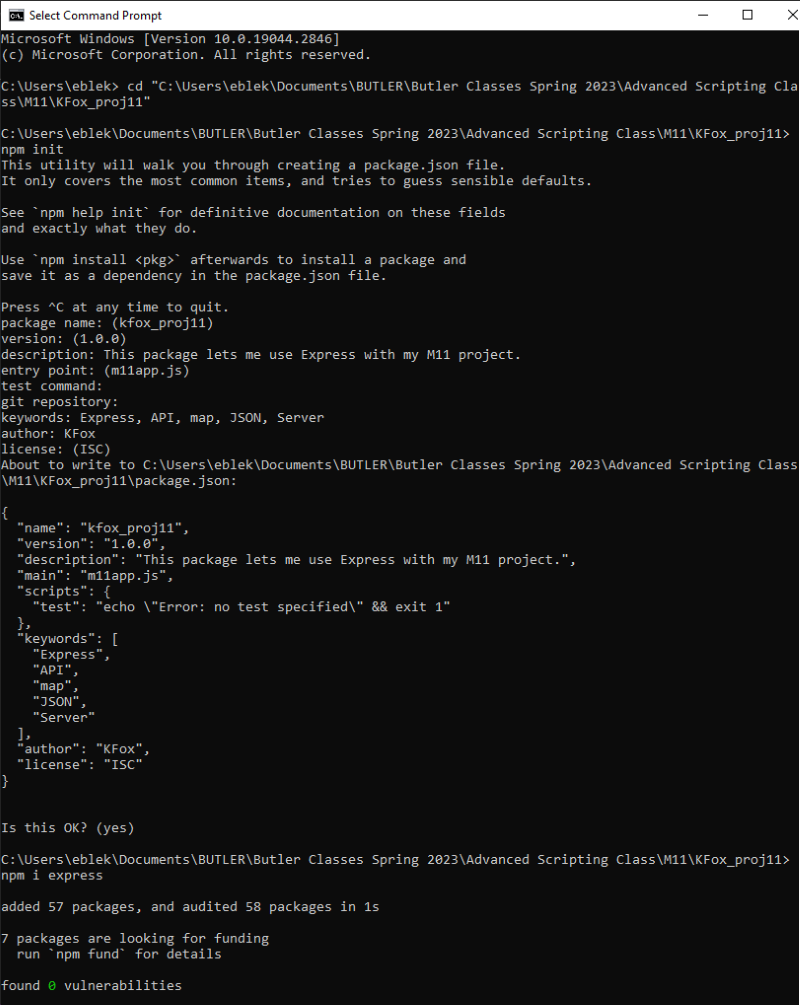 Select Command Prompt
Microsoft Windows [Version 10.0.19044.2846]
(c) Microsoft Corporation. All rights reserved.
C:\Users\eblek> cd "C:\Users\eblek\Documents\BUTLER\Butler Classes Spring 2023\Advanced Scripting Cla
ss\M11\KFox_proj11"
C:\Users\eblek\Documents\BUTLER\Butler Classes Spring 2023\Advanced Scripting Class\M11\KFox_proj11>
npm init
This utility will walk you through creating a package.json file.
It only covers the most common items, and tries to guess sensible defaults.
See `npm help init` for definitive documentation on these fields
and exactly what they do.
Use `npm install <pkg>` afterwards to install a package and
save it as a dependency in the package.json file.
Press ^C at any time to quit.
package name: (kfox_proj11)
version: (1.0.0)
description: This package lets me use Express with my M11 project.
entry point: (m11app.js)
test command:
git repository:
keywords: Express, API, map, JSON, Server
author: KFox
license: (ISC)
About to write to C:\Users\eblek\Documents\BUTLER\Butler Classes Spring 2023\Advanced Scripting Class
\M11\KFox_proj11\package.json:
{
  "name": "kfox_proj11",
  "version": "1.0.0",
  "description": "This package lets me use Express with my M11 project.",
  "main": "m11app.js",
  "scripts": {
    "test": "echo \"Error: no test specified\" && exit 1"
  },
  "keywords": [
    "Express",
    "API",
    "map",
    "JSON",
    "Server"
  ],
  "author": "KFox",
  "license": "ISC"
}
Is this OK? (yes)
C:\Users\eblek\Documents\BUTLER\Butler Classes Spring 2023\Advanced Scripting Class\M11\KFox_proj11>
npm i express
added 57 packages, and audited 58 packages in 1s
7 packages are looking for funding
  run `npm fund` for details
found 0 vulnerabilities